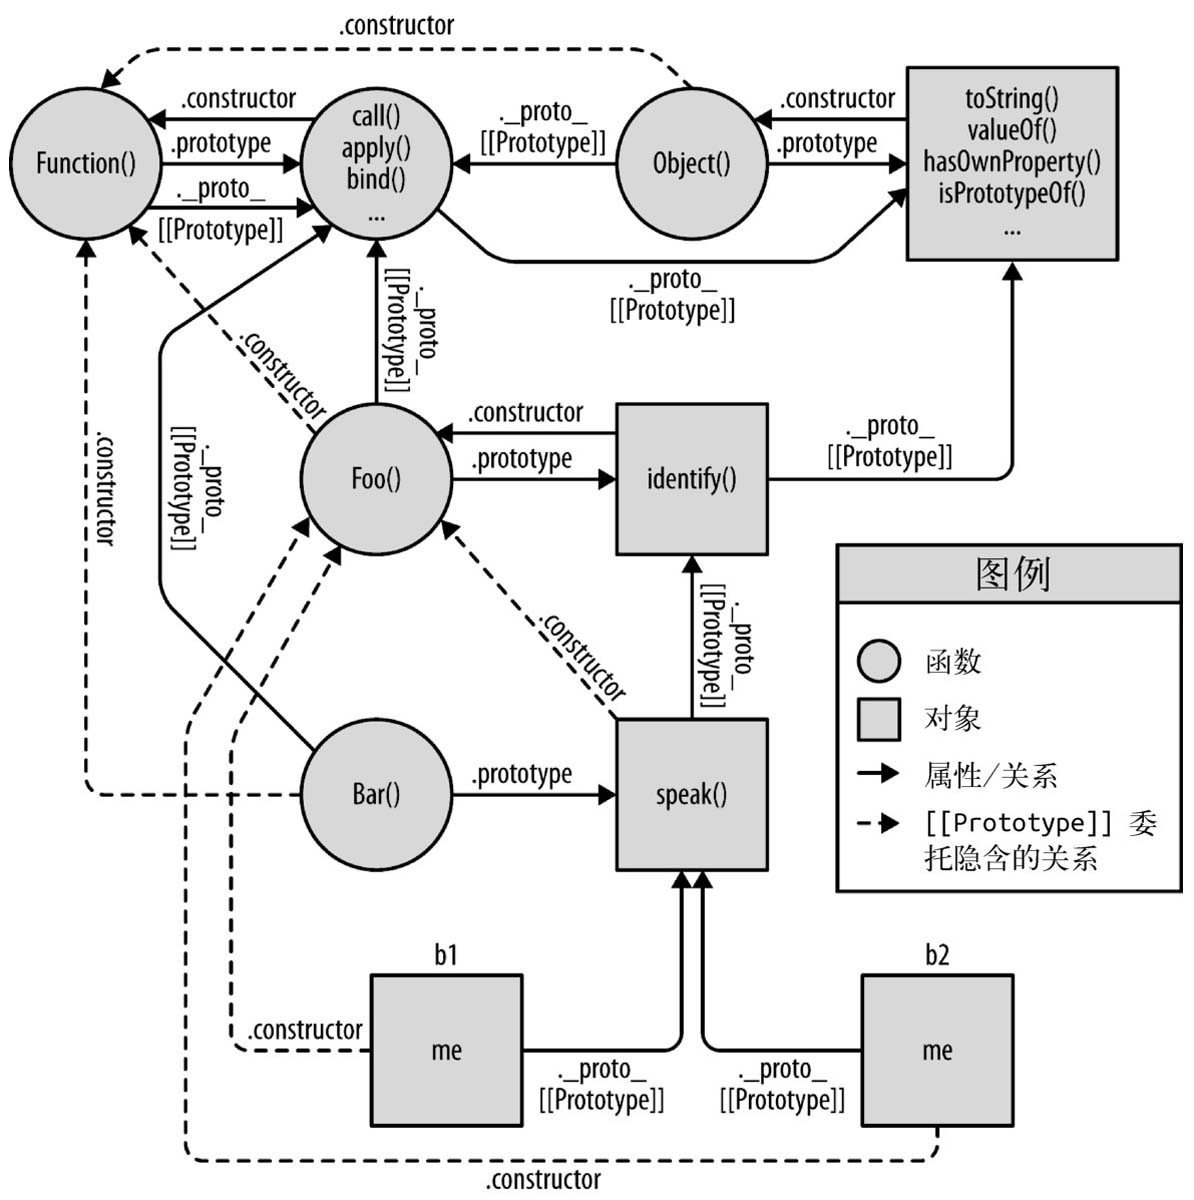 .constructor
Function()
.constructor
.prototype
._proto_
[[Prototype]]
call()
apply()
bind()
...
._proto_
[[Prototype]]
Object()
.constructor
.prototype
toString()
valueOf()
hasOwnProperty()
isPrototypeOf()
...
._proto_
[[Prototype]]
._proto_
[[Prototype]]
.constructor
.constructor
._proto_
[[Prototype]]
Foo()
.constructor
.prototype
identify()
._proto_
[[Prototype]]
.constructor
._proto_
[[Prototype]]
Bar()
.prototype
speak()
图例
函数
对象
属性/关系
[[Prototype]] 委
托隐含的关系
b1
me
.constructor
._proto_
[[Prototype]]
b2
me
._proto_
[[Prototype]]
.constructor